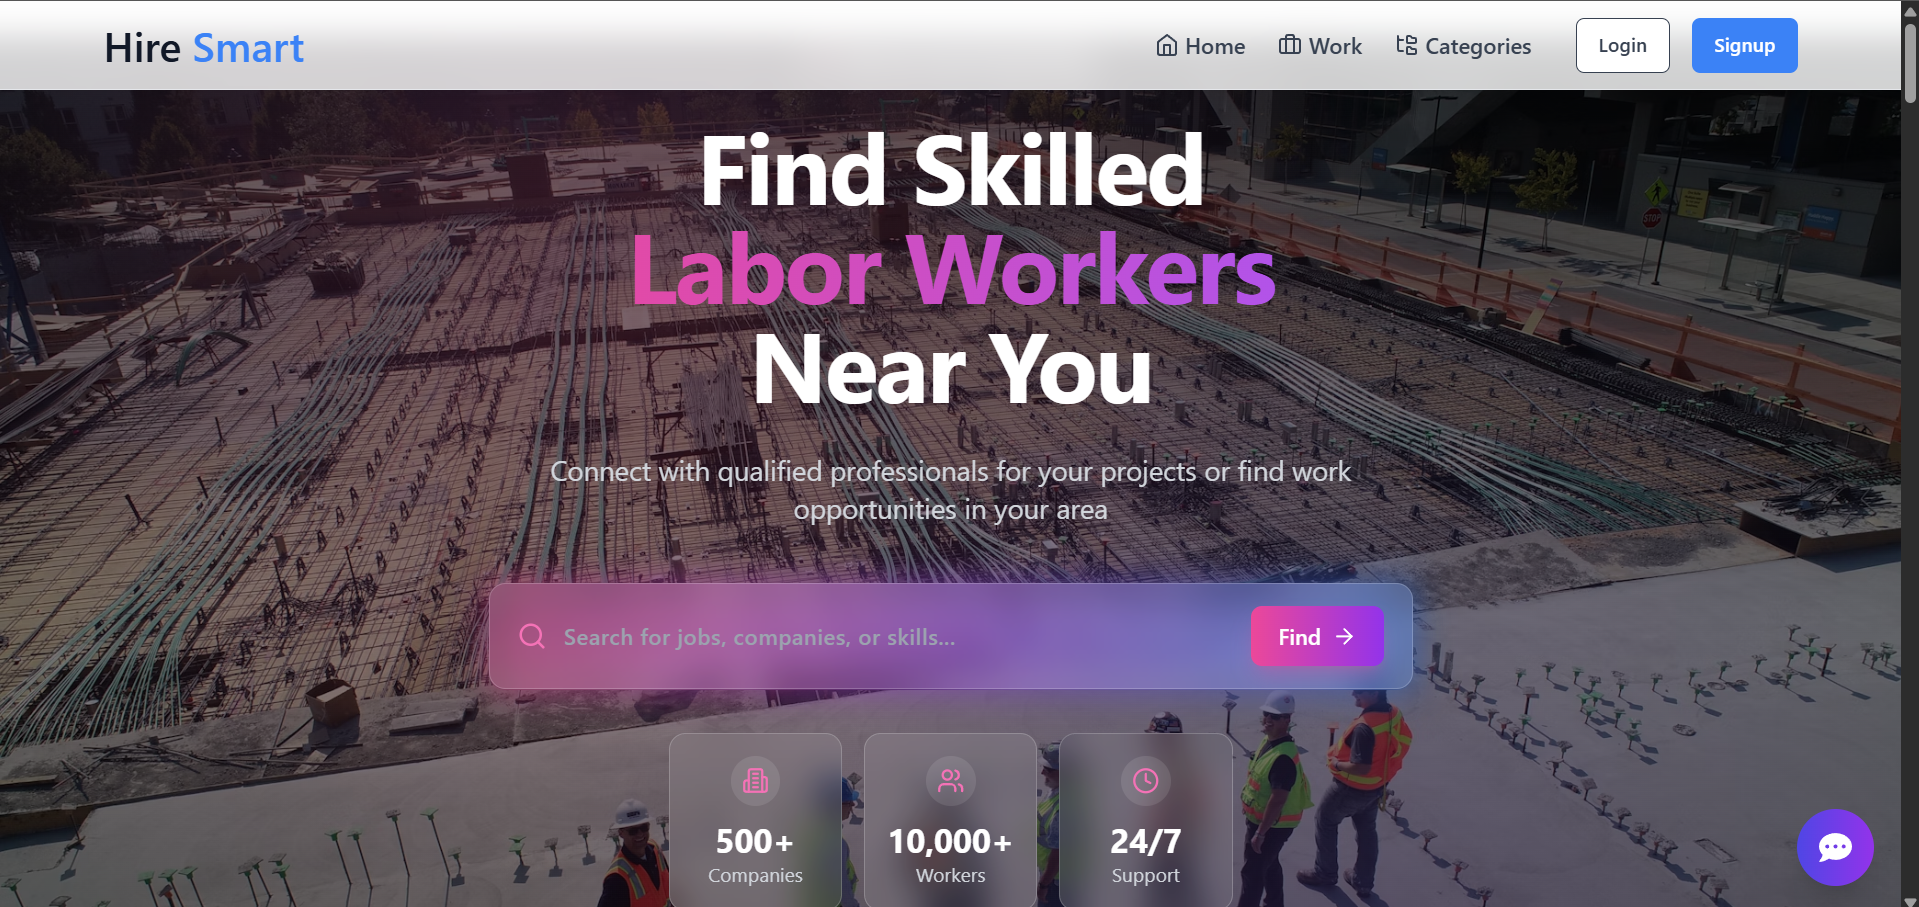 Hire Smart
Home
Work
Categories
Login
Signup
Find Skilled
Labor Workers
Near You
Connect with qualified professionals for your projects or find work
opportunities in your area
Search for jobs, companies, or skills...
Find
500+
Companies
10,000+
Workers
24/7
Support
STOP